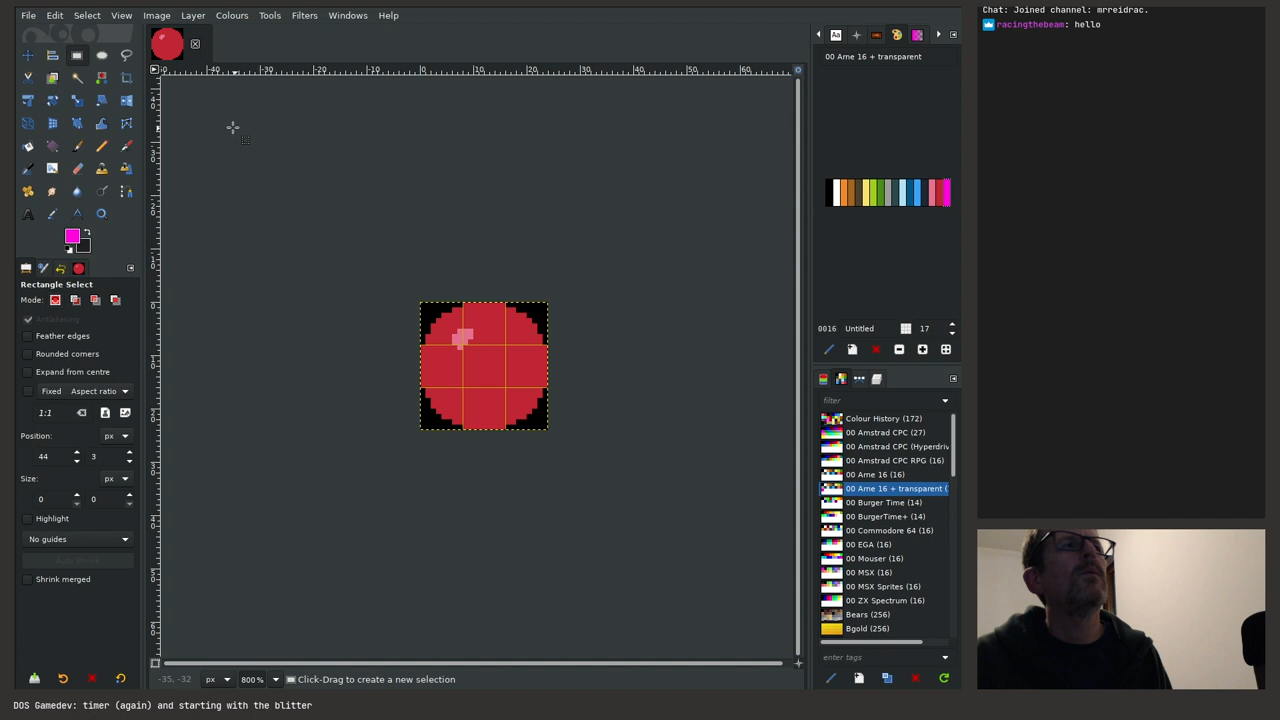 File Edit Select View Image Layer Colours Tools Filters Windows Help
Chat: Joined channel: mrreidrac.
racingthebeam: hello
00 Arne 16 + transparent
Rectangle Select
Mode:
Antialiasing
Feather edges
Rounded corners
Expand from centre
Fixed Aspect ratio
1:1
Position: px
44 3
Size: px
0 0
Highlight
No guides
Auto Shrink
Shrink merged
0016 Untitled 17
filter
Colour History (172)
00 Amstrad CPC (27)
00 Amstrad CPC (Hyperdriv
00 Amstrad CPC RPG (16)
00 Arne 16 (16)
00 Arne 16 + transparent (
00 Burger Time (14)
00 BurgerTime+ (14)
00 Commodore 64 (16)
00 EGA (16)
00 Mouser (16)
00 MSX (16)
00 MSX Sprites (16)
00 ZX Spectrum (16)
Bears (256)
Bgold (256)
enter tags
-35, -32 px 800% Click-Drag to create a new selection
DOS Gamedev: timer (again) and starting with the blitter